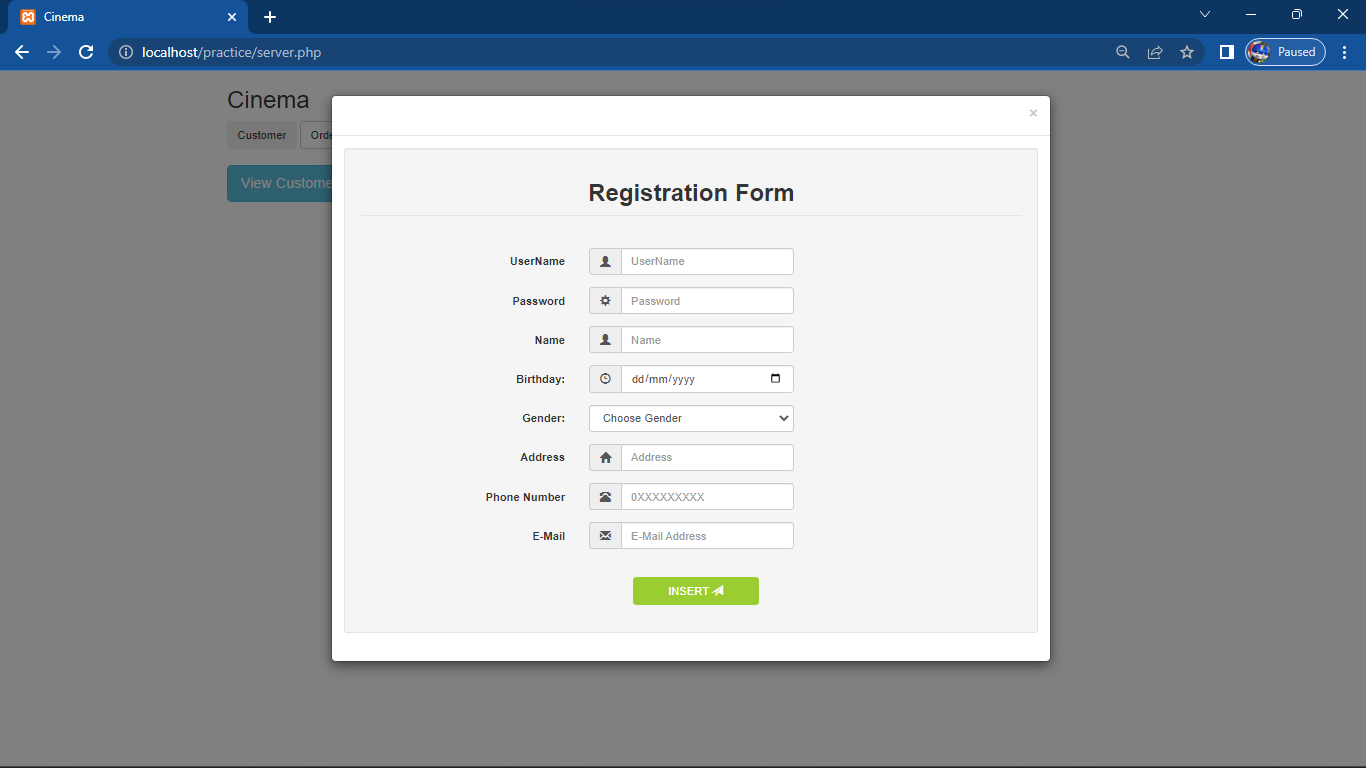 Cinema
localhost/practice/server.php
Paused
Cinema
Customer
Orde
View Custome
×
Registration Form
UserName
UserName
Password
Password
Name
Name
Birthday:
dd/mm/yyyy
Gender:
Choose Gender
Address
Address
Phone Number
0XXXXXXXXX
E-Mail
E-Mail Address
INSERT